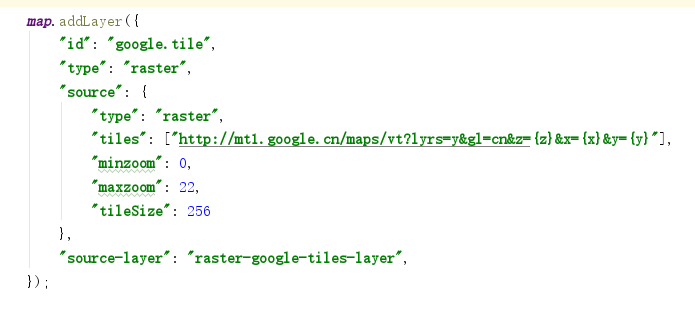 map.addLayer({
"id": "google.tile",
"type": "raster",
"source": {
"type": "raster",
"tiles": ["http://mt1.google.cn/maps/vt?lyrs=y&gl=cn&z={z}&x={x}&y={y}"],
"minzoom": 0,
"maxzoom": 22,
"tileSize": 256
},
"source-layer": "raster-google-tiles-layer",
});